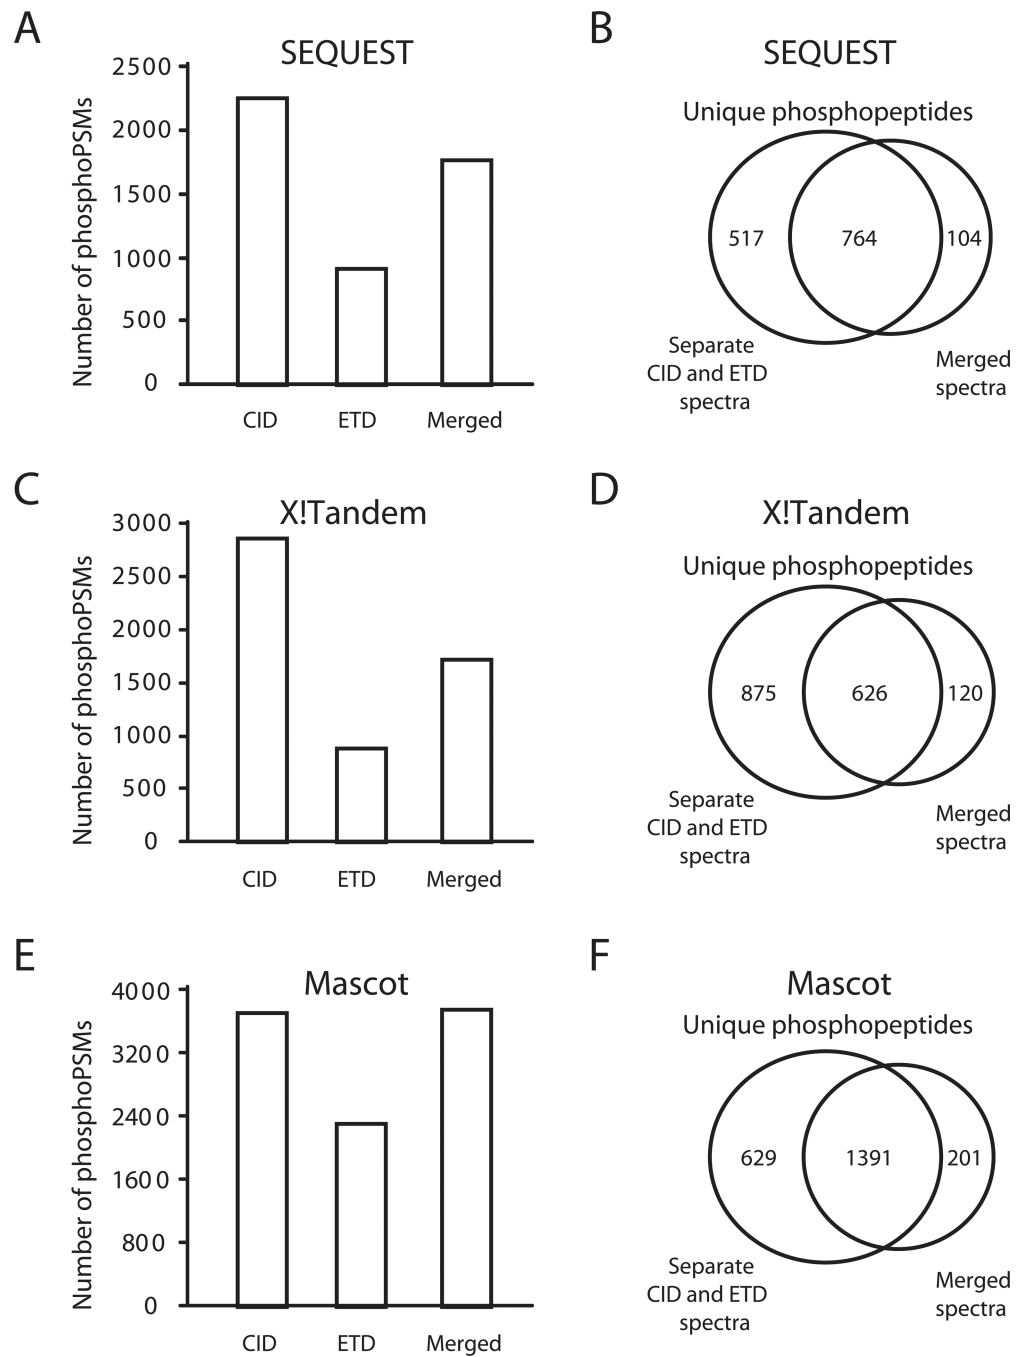 A
SEQUEST
Number of phosphoPSMs
2500
2000
1500
1000
500
0
CID ETD Merged
B
SEQUEST
Unique phosphopeptides
517 764 104
Separate
CID and ETD
spectra
Merged
spectra
C
X!Tandem
Number of phosphoPSMs
3000
2500
2000
1500
1000
500
0
CID ETD Merged
D
X!Tandem
Unique phosphopeptides
875 626 120
Separate
CID and ETD
spectra
Merged
spectra
E
Mascot
Number of phosphoPSMs
4000
3200
2400
1600
800
0
CID ETD Merged
F
Mascot
Unique phosphopeptides
629 1391 201
Separate
CID and ETD
spectra
Merged
spectra